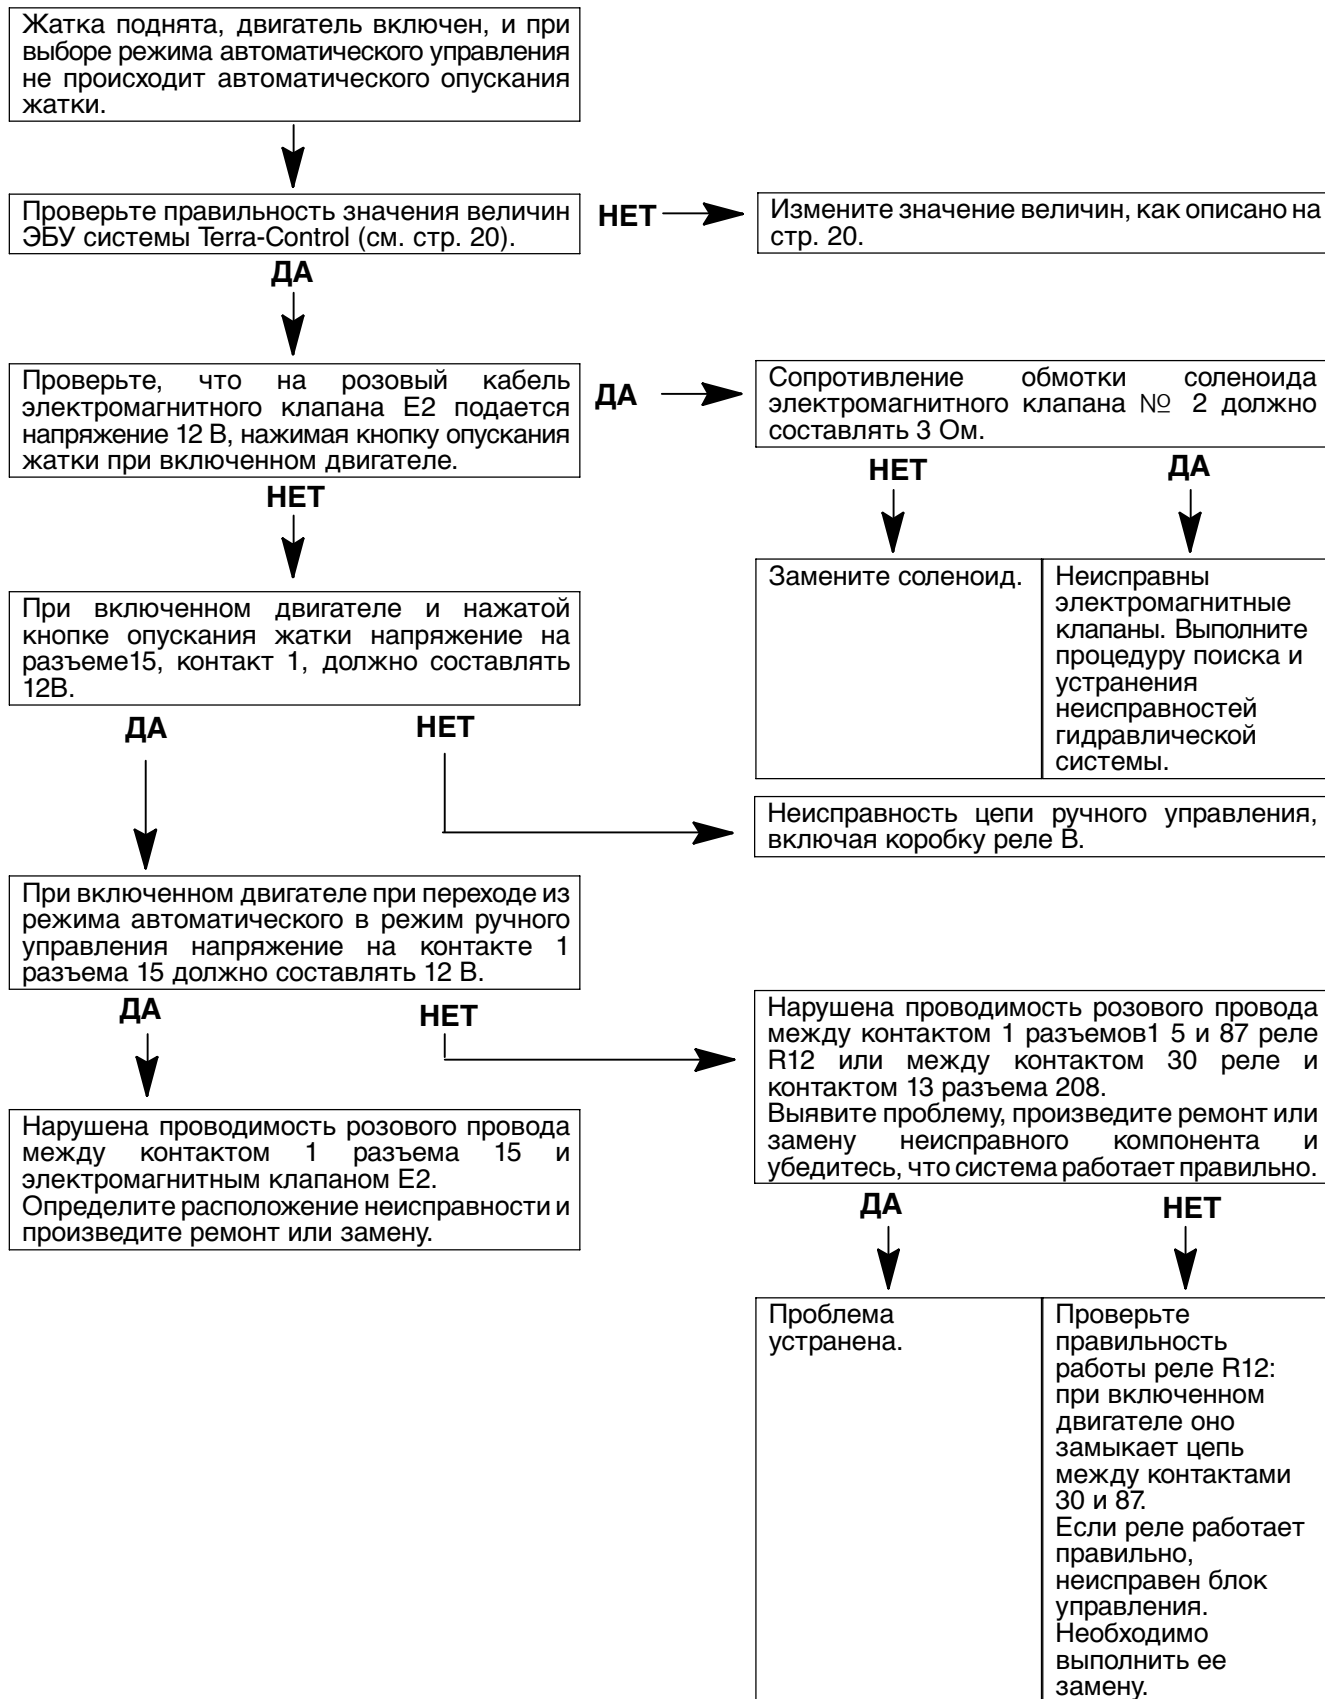 Жатка поднята, двигатель включен, и при
выборе режима автоматического управления
не происходит автоматического опускания
жатки.
Проверьте правильность значения величин
ЭБУ системы Terra-Control (см. стр. 20).
НЕТ
Измените значение величин, как описано на
стр. 20.
ДА
Проверьте, что на розовый кабель
электромагнитного клапана E2 подается
напряжение 12 В, нажимая кнопку опускания
жатки при включенном двигателе.
ДА
Сопротивление обмотки соленоида
электромагнитного клапана № 2 должно
составлять 3 Ом.
НЕТ
ДА
НЕТ
Замените соленоид.
Неисправны
электромагнитные
клапаны. Выполните
процедуру поиска и
устранения
неисправностей
гидравлической
системы.
При включенном двигателе и нажатой
кнопке опускания жатки напряжение на
разъеме15, контакт 1, должно составлять
12В.
ДА
НЕТ
Неисправность цепи ручного управления,
включая коробку реле В.
При включенном двигателе при переходе из
режима автоматического в режим ручного
управления напряжение на контакте 1
разъема 15 должно составлять 12 В.
ДА
НЕТ
Нарушена проводимость розового провода
между контактом 1 разъемов1 5 и 87 реле
R12 или между контактом 30 реле и
контактом 13 разъема 208.
Выявите проблему, произведите ремонт или
замену неисправного компонента и
убедитесь, что система работает правильно.
Нарушена проводимость розового провода
между контактом 1 разъема 15 и
электромагнитным клапаном E2.
Определите расположение неисправности и
произведите ремонт или замену.
ДА
НЕТ
Проблема
устранена.
Проверьте
правильность
работы реле R12:
при включенном
двигателе оно
замыкает цепь
между контактами
30 и 87.
Если реле работает
правильно,
неисправен блок
управления.
Необходимо
выполнить ее
замену.